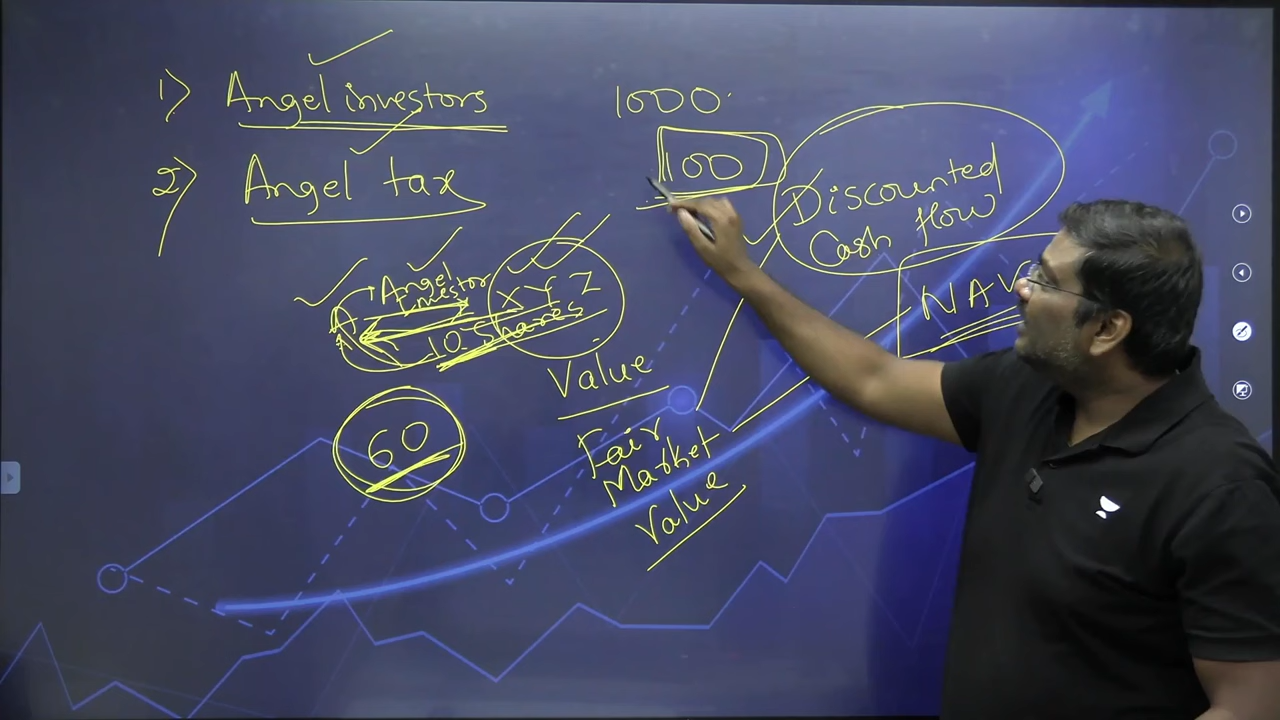 1) Angel investors
2) Angel tax
1000
100
Discounted
Cash flow
NAV
Angel
Investor
A
XYZ
10 Shares
Value
60
Fair
Market
Value